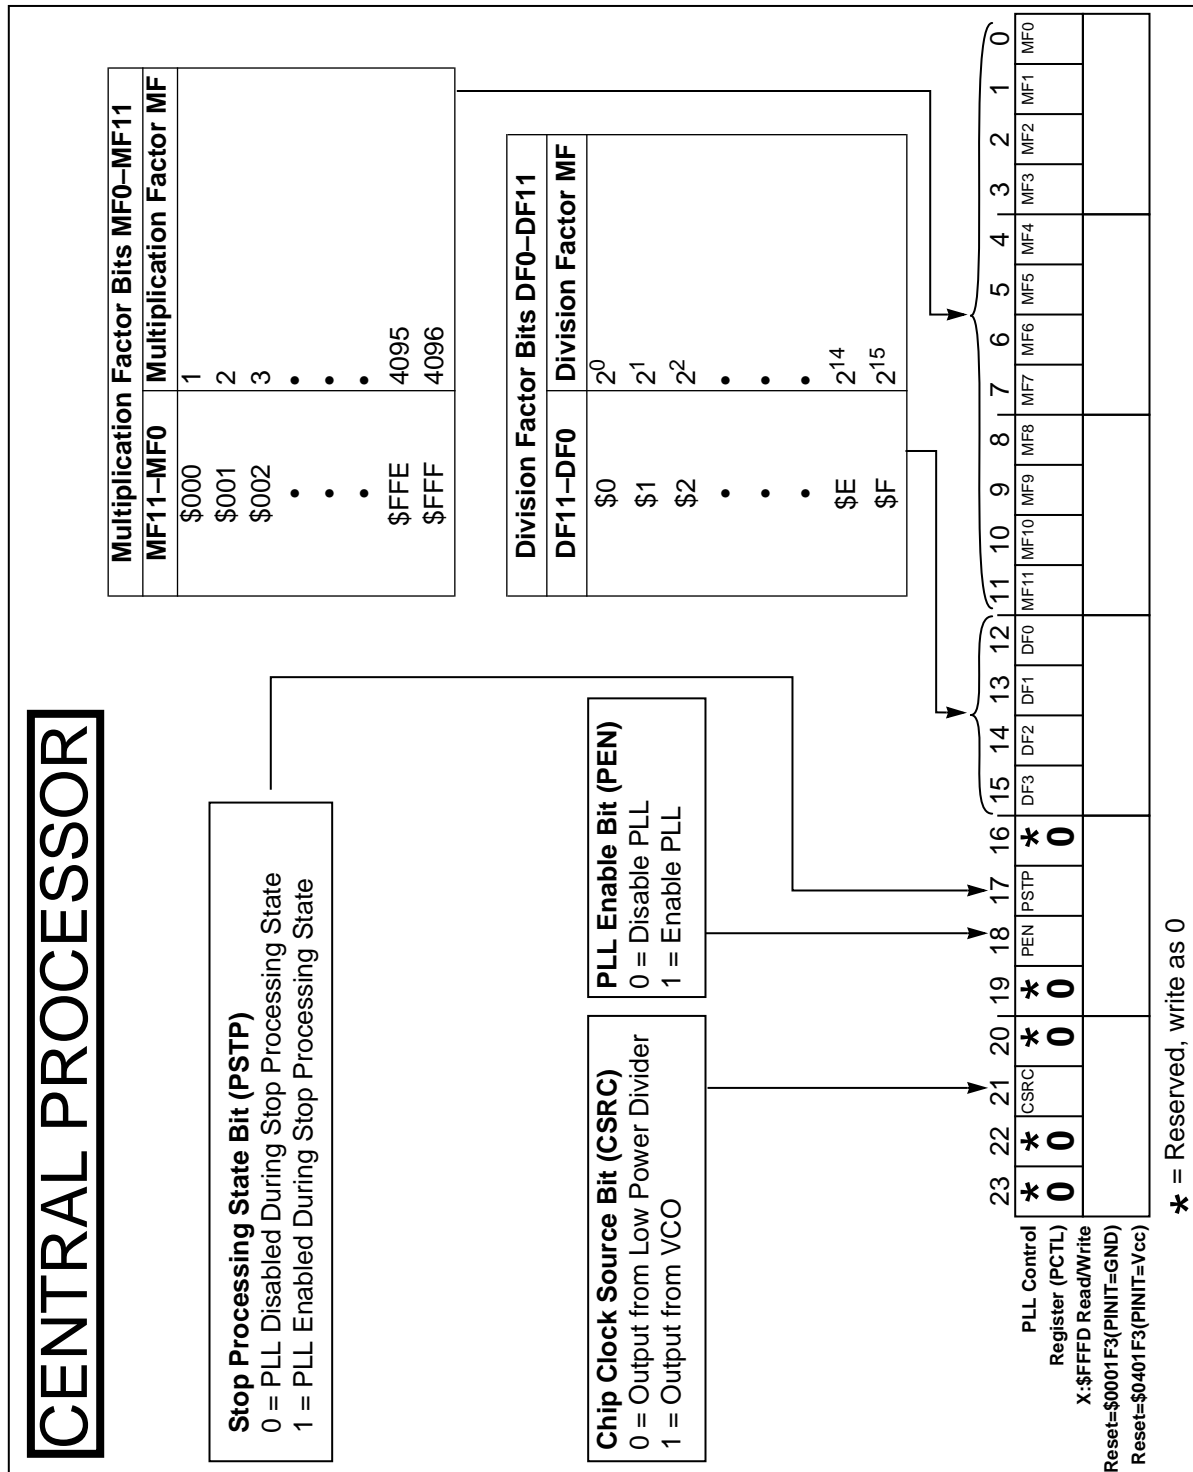 CENTRAL PROCESSOR
Stop Processing State Bit (PSTP)
0 = PLL Disabled During Stop Processing State
1 = PLL Enabled During Stop Processing State
Multiplication Factor Bits MF0–MF11
MF11–MF0 Multiplication Factor MF
$000 1
$001 2
$002 3
• •
• •
• •
$FFE 4095
$FFF 4096
Chip Clock Source Bit (CSRC)
0 = Output from Low Power Divider
1 = Output from VCO
PLL Enable Bit (PEN)
0 = Disable PLL
1 = Enable PLL
Division Factor Bits DF0–DF11
DF11–DF0 Division Factor MF
$0 2^0
$1 2^1
$2 2^2
• •
• •
• •
$E 2^14
$F 2^15
23 22 21 20 19 18 17 16 15 14 13 12 11 10 9 8 7 6 5 4 3 2 1 0
* * CSRC * * PEN PSTP * DF3 DF2 DF1 DF0 MF11 MF10 MF9 MF8 MF7 MF6 MF5 MF4 MF3 MF2 MF1 MF0
0 0 0 0 0
PLL Control
Register (PCTL)
X:$FFFD Read/Write
Reset=$0001F3(PINIT=GND)
Reset=$0401F3(PINIT=Vcc)
* = Reserved, write as 0